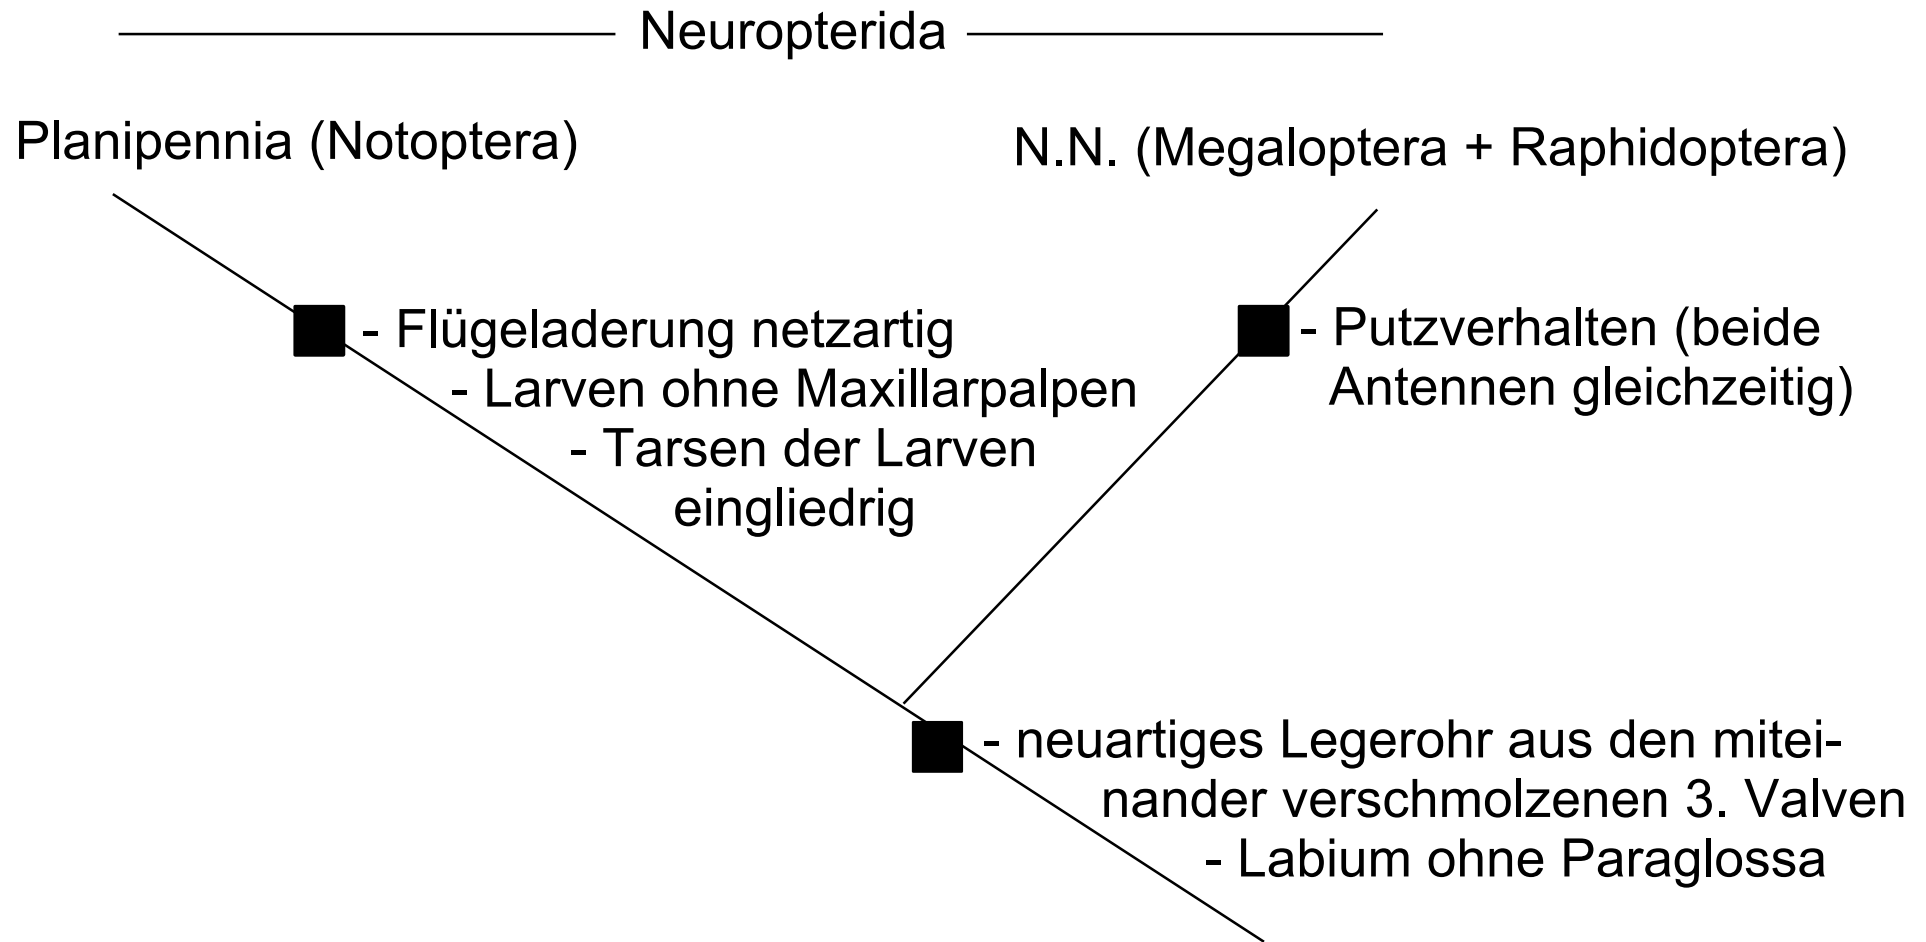 Neuropterida
Planipennia (Notoptera)
N.N. (Megaloptera + Raphidoptera)
- Flügeladerung netzartig
- Larven ohne Maxillarpalpen
- Tarsen der Larven
eingliedrig
- Putzverhalten (beide
Antennen gleichzeitig)
- neuartiges Legerohr aus den mitei-
nander verschmolzenen 3. Valven
- Labium ohne Paraglossa